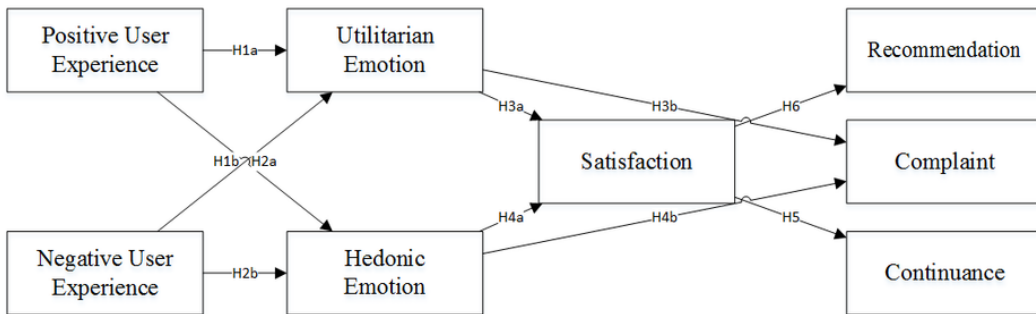 Positive User
Experience
H1a
Utilitarian
Emotion
Recommendation
H3a
H3b
H6
H1b
H2a
Satisfaction
Complaint
H4a
H4b
H5
Negative User
Experience
H2b
Hedonic
Emotion
Continuance